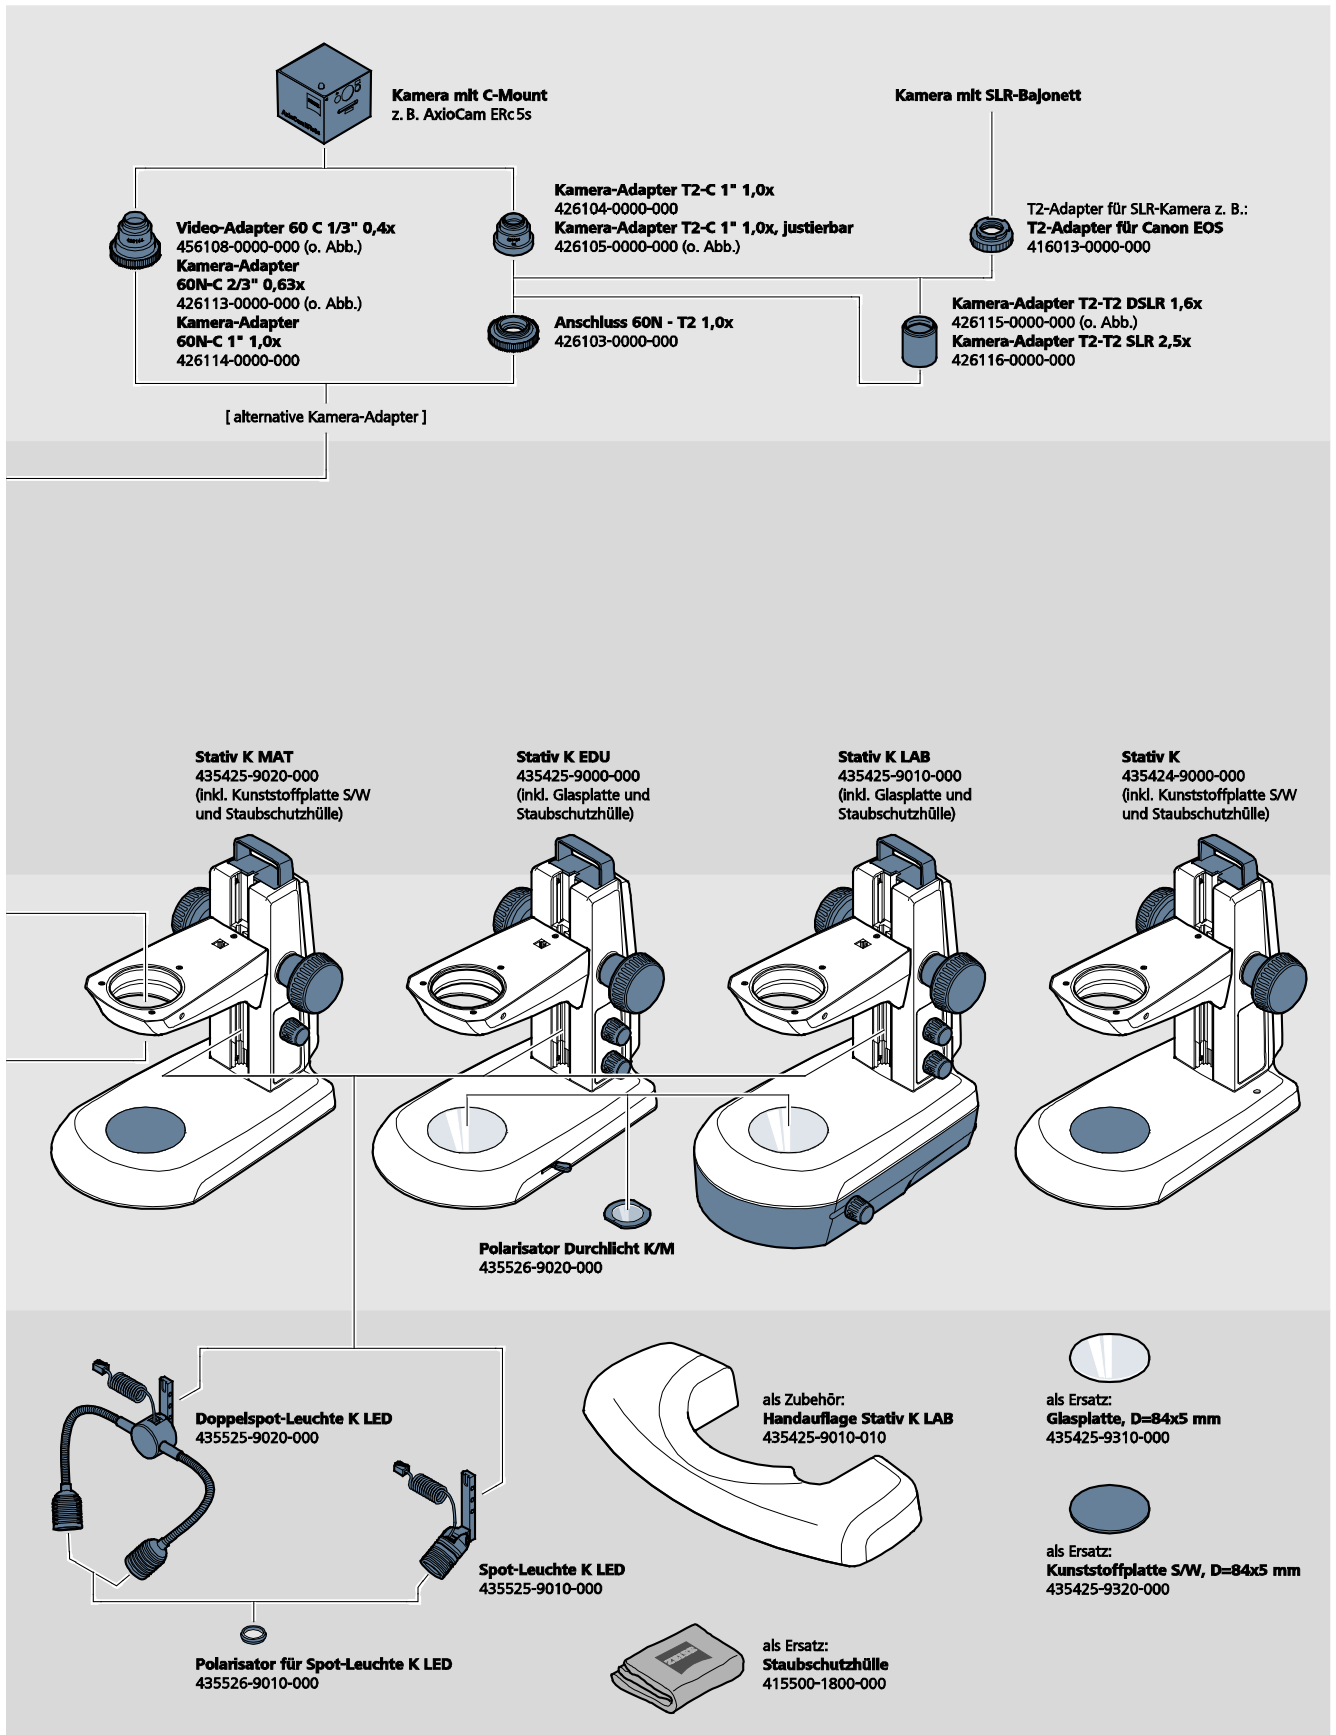 Kamera mit C-Mount
z. B. AxioCam ERc5s
Kamera mit SLR-Bajonett
Video-Adapter 60 C 1/3" 0,4x
456108-0000-000 (o. Abb.)
Kamera-Adapter
60N-C 2/3" 0,63x
426113-0000-000 (o. Abb.)
Kamera-Adapter
60N-C 1" 1,0x
426114-0000-000
Kamera-Adapter T2-C 1" 1,0x
426104-0000-000
Kamera-Adapter T2-C 1" 1,0x, justierbar
426105-0000-000 (o. Abb.)
T2-Adapter für SLR-Kamera z. B.:
T2-Adapter für Canon EOS
416013-0000-000
Anschluss 60N - T2 1,0x
426103-0000-000
Kamera-Adapter T2-T2 DSLR 1,6x
426115-0000-000 (o. Abb.)
Kamera-Adapter T2-T2 SLR 2,5x
426116-0000-000
[ alternative Kamera-Adapter ]
Stativ K MAT
435425-9020-000
(inkl. Kunststoffplatte S/W
und Staubschutzhülle)
Stativ K EDU
435425-9000-000
(inkl. Glasplatte und
Staubschutzhülle)
Stativ K LAB
435425-9010-000
(inkl. Glasplatte und
Staubschutzhülle)
Stativ K
435424-9000-000
(inkl. Kunststoffplatte S/W
und Staubschutzhülle)
Polarisator Durchlicht K/M
435526-9020-000
Doppelspot-Leuchte K LED
435525-9020-000
Spot-Leuchte K LED
435525-9010-000
Polarisator für Spot-Leuchte K LED
435526-9010-000
als Zubehör:
Handauflage Stativ K LAB
435425-9010-010
als Ersatz:
Glasplatte, D=84x5 mm
435425-9310-000
als Ersatz:
Kunststoffplatte S/W, D=84x5 mm
435425-9320-000
ZEISS
als Ersatz:
Staubschutzhülle
415500-1800-000